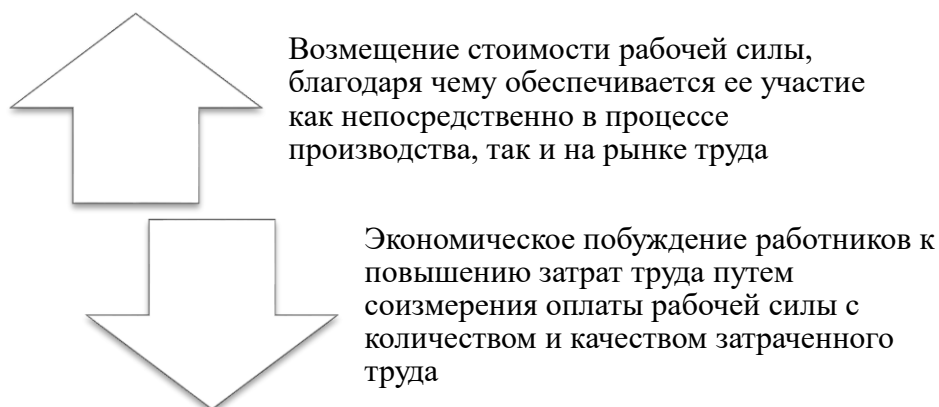 Возмещение стоимости рабочей силы,
благодаря чему обеспечивается ее участие
как непосредственно в процессе
производства, так и на рынке труда
Экономическое побуждение работников к
повышению затрат труда путем
соизмерения оплаты рабочей силы с
количеством и качеством затраченного
труда